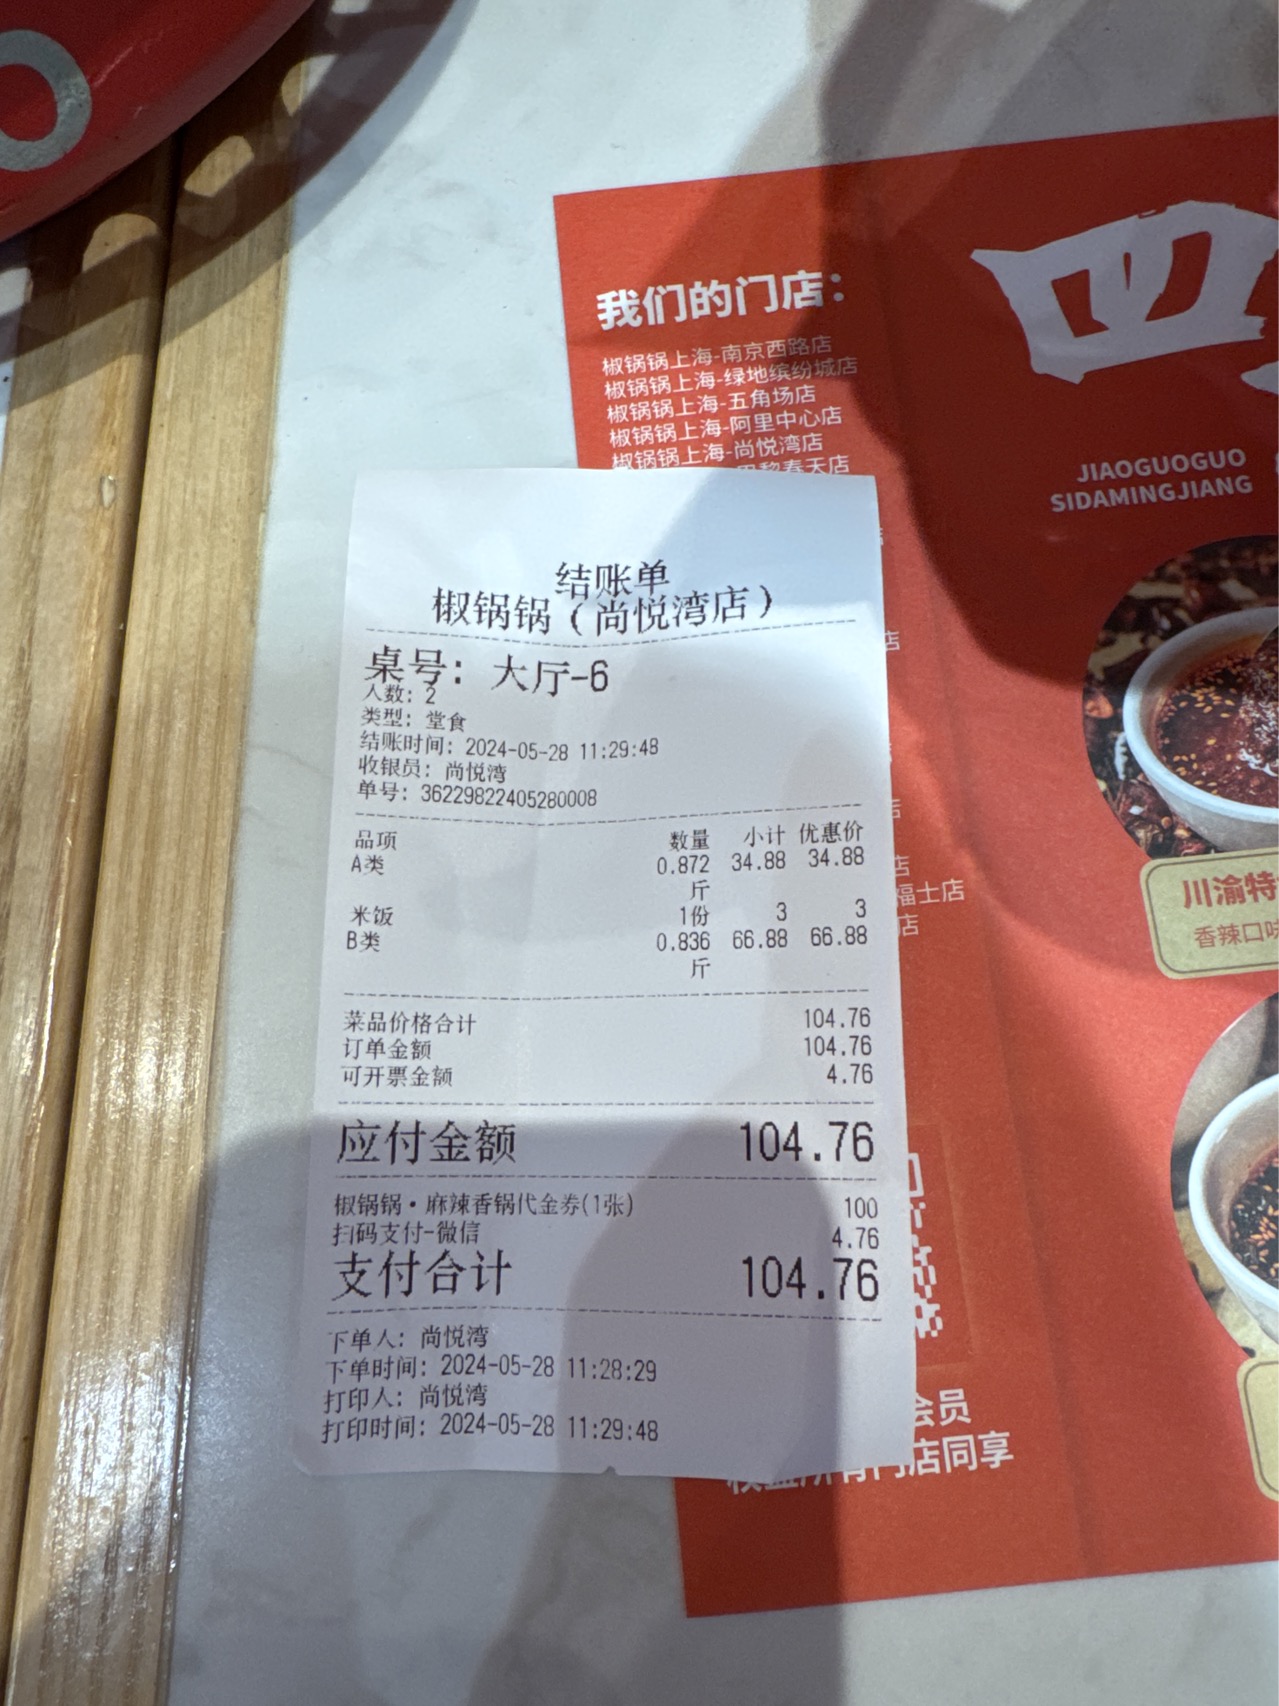 我们的门店：
椒锅锅上海-南京西路店
椒锅锅上海-绿地缤纷城店
椒锅锅上海-五角场店
椒锅锅上海-阿里中心店
椒锅锅上海-尚悦湾店
巴黎春天店
JIAOGUOGUO
SIDAMINGJIANG
结账单
椒锅锅（尚悦湾店）
桌号：大厅-6
人数：2
类型：堂食
结账时间：2024-05-28 11:29:48
收银员：尚悦湾
单号：36229822405280008
品项 数量 小计 优惠价
A类 0.872 34.88 34.88
斤
米饭 1份 3 3
B类 0.836 66.88 66.88
斤
菜品价格合计 104.76
订单金额 104.76
可开票金额 4.76
应付金额 104.76
椒锅锅·麻辣香锅代金券(1张) 100
扫码支付-微信 4.76
支付合计 104.76
下单人：尚悦湾
下单时间：2024-05-28 11:28:29
打印人：尚悦湾
打印时间：2024-05-28 11:29:48
店
店
店
福士店
店
川渝特
香辣口味
会员
店同享